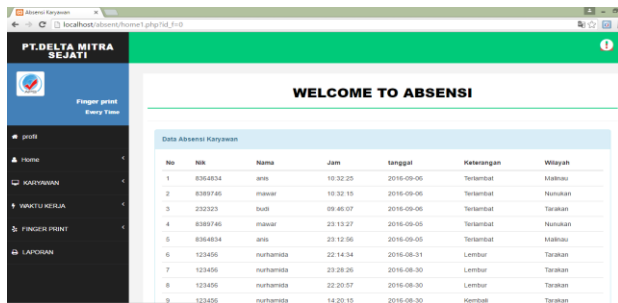 Absensi Karyawan
localhost/absent/home1.php?id_f=0
PT.DELTA MITRA
SEJATI
Finger print
Every Time
WELCOME TO ABSENSI
profil
Home
KARYAWAN
WAKTU KERJA
FINGER PRINT
LAPORAN
Data Absensi Karyawan
No Nik Nama Jam tanggal Keterangan Wilayah
1 8364834 anis 10:32:25 2016-09-06 Terlambat Malinau
2 8389746 mawar 10:32:15 2016-09-06 Terlambat Nunukan
3 232323 budi 09:46:07 2016-09-06 Terlambat Tarakan
4 8389746 mawar 23:13:27 2016-09-05 Terlambat Nunukan
5 8364834 anis 23:12:56 2016-09-05 Terlambat Malinau
6 123456 nurhamida 22:14:34 2016-08-31 Lembur Tarakan
7 123456 nurhamida 23:28:26 2016-08-30 Lembur Tarakan
8 123456 nurhamida 22:20:57 2016-08-30 Lembur Tarakan
9 123456 nurhamida 14:20:15 2016-08-30 Kembali Tarakan